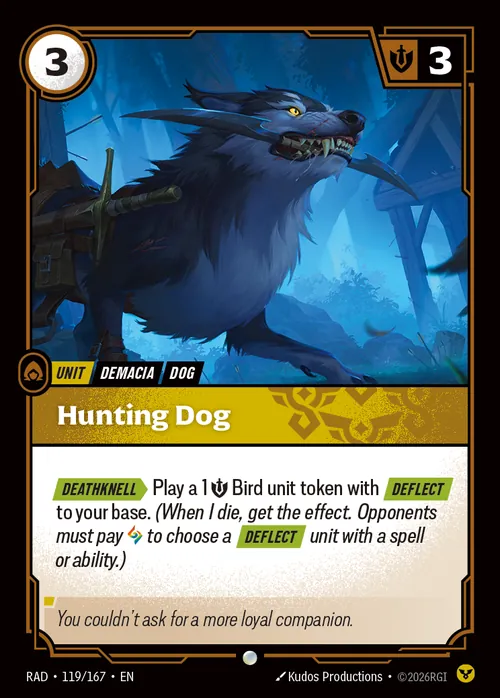 3
3
UNIT DEMACIA DOG
Hunting Dog
DEATHKNELL Play a 1 Bird unit token with DEFLECT
to your base. (When I die, get the effect. Opponents
must pay to choose a DEFLECT unit with a spell
or ability.)
You couldn't ask for a more loyal companion.
RAD • 119/167 • EN
Kudos Productions • ©2026RGI